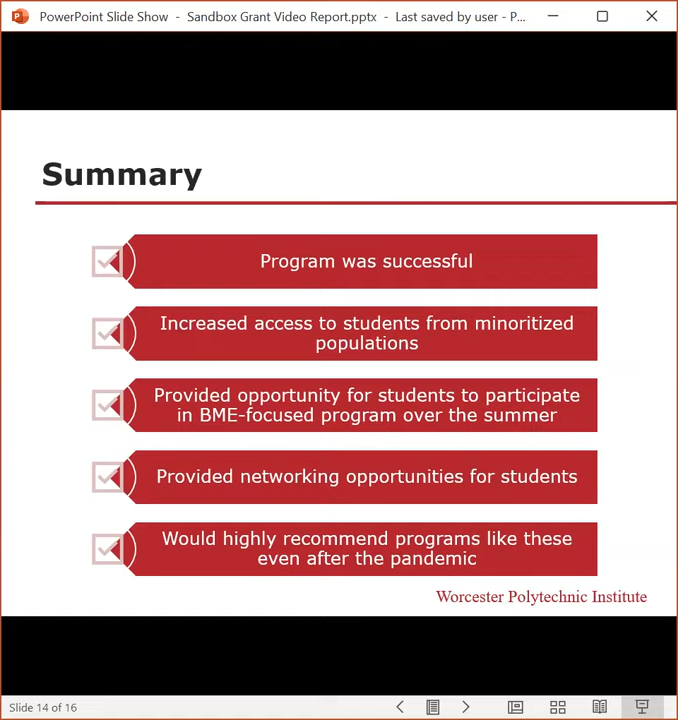 PowerPoint Slide Show - Sandbox Grant Video Report.pptx - Last saved by user - P...
Summary
Program was successful
Increased access to students from minoritized
populations
Provided opportunity for students to participate
in BME-focused program over the summer
Provided networking opportunities for students
Would highly recommend programs like these
even after the pandemic
Worcester Polytechnic Institute
Slide 14 of 16